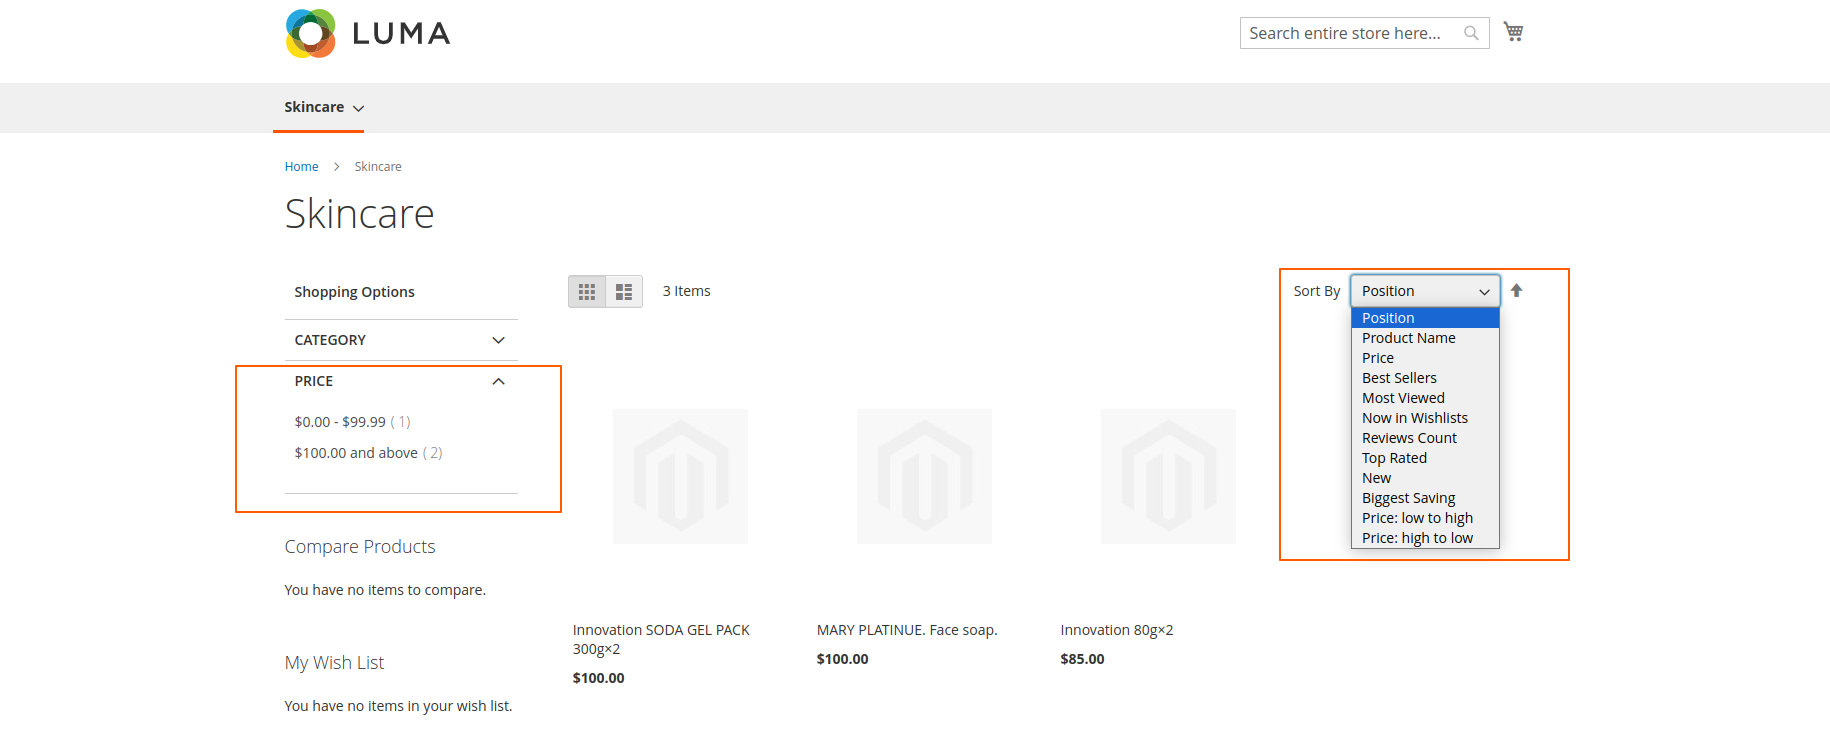 LUMA
Search entire store here...
Skincare
Home > Skincare
Skincare
Shopping Options
CATEGORY
PRICE
$0.00 - $99.99 ( 1)
$100.00 and above ( 2)
Compare Products
You have no items to compare.
My Wish List
You have no items in your wish list.
3 Items
Sort By Position
Position
Product Name
Price
Best Sellers
Most Viewed
Now in Wishlists
Reviews Count
Top Rated
New
Biggest Saving
Price: low to high
Price: high to low
Innovation SODA GEL PACK
300g×2
$100.00
MARY PLATINUE. Face soap.
$100.00
Innovation 80g×2
$85.00